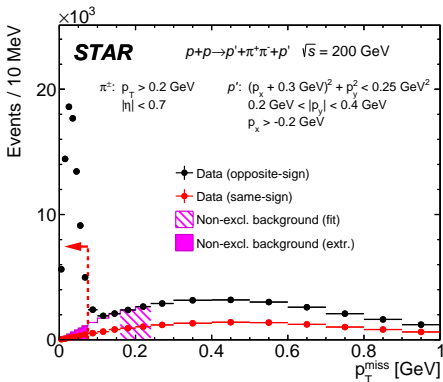 ×10³
STAR
p+p→p'+π⁺π⁻+p' √s = 200 GeV
π±: p_T > 0.2 GeV
|η| < 0.7
p': (p_x + 0.3 GeV)² + p_y² < 0.25 GeV²
0.2 GeV < |p_y| < 0.4 GeV
p_x > -0.2 GeV
Data (opposite-sign)
Data (same-sign)
Non-excl. background (fit)
Non-excl. background (extr.)
Events / 10 MeV
20
10
0
0 0.2 0.4 0.6 0.8 1
p_T^miss [GeV]